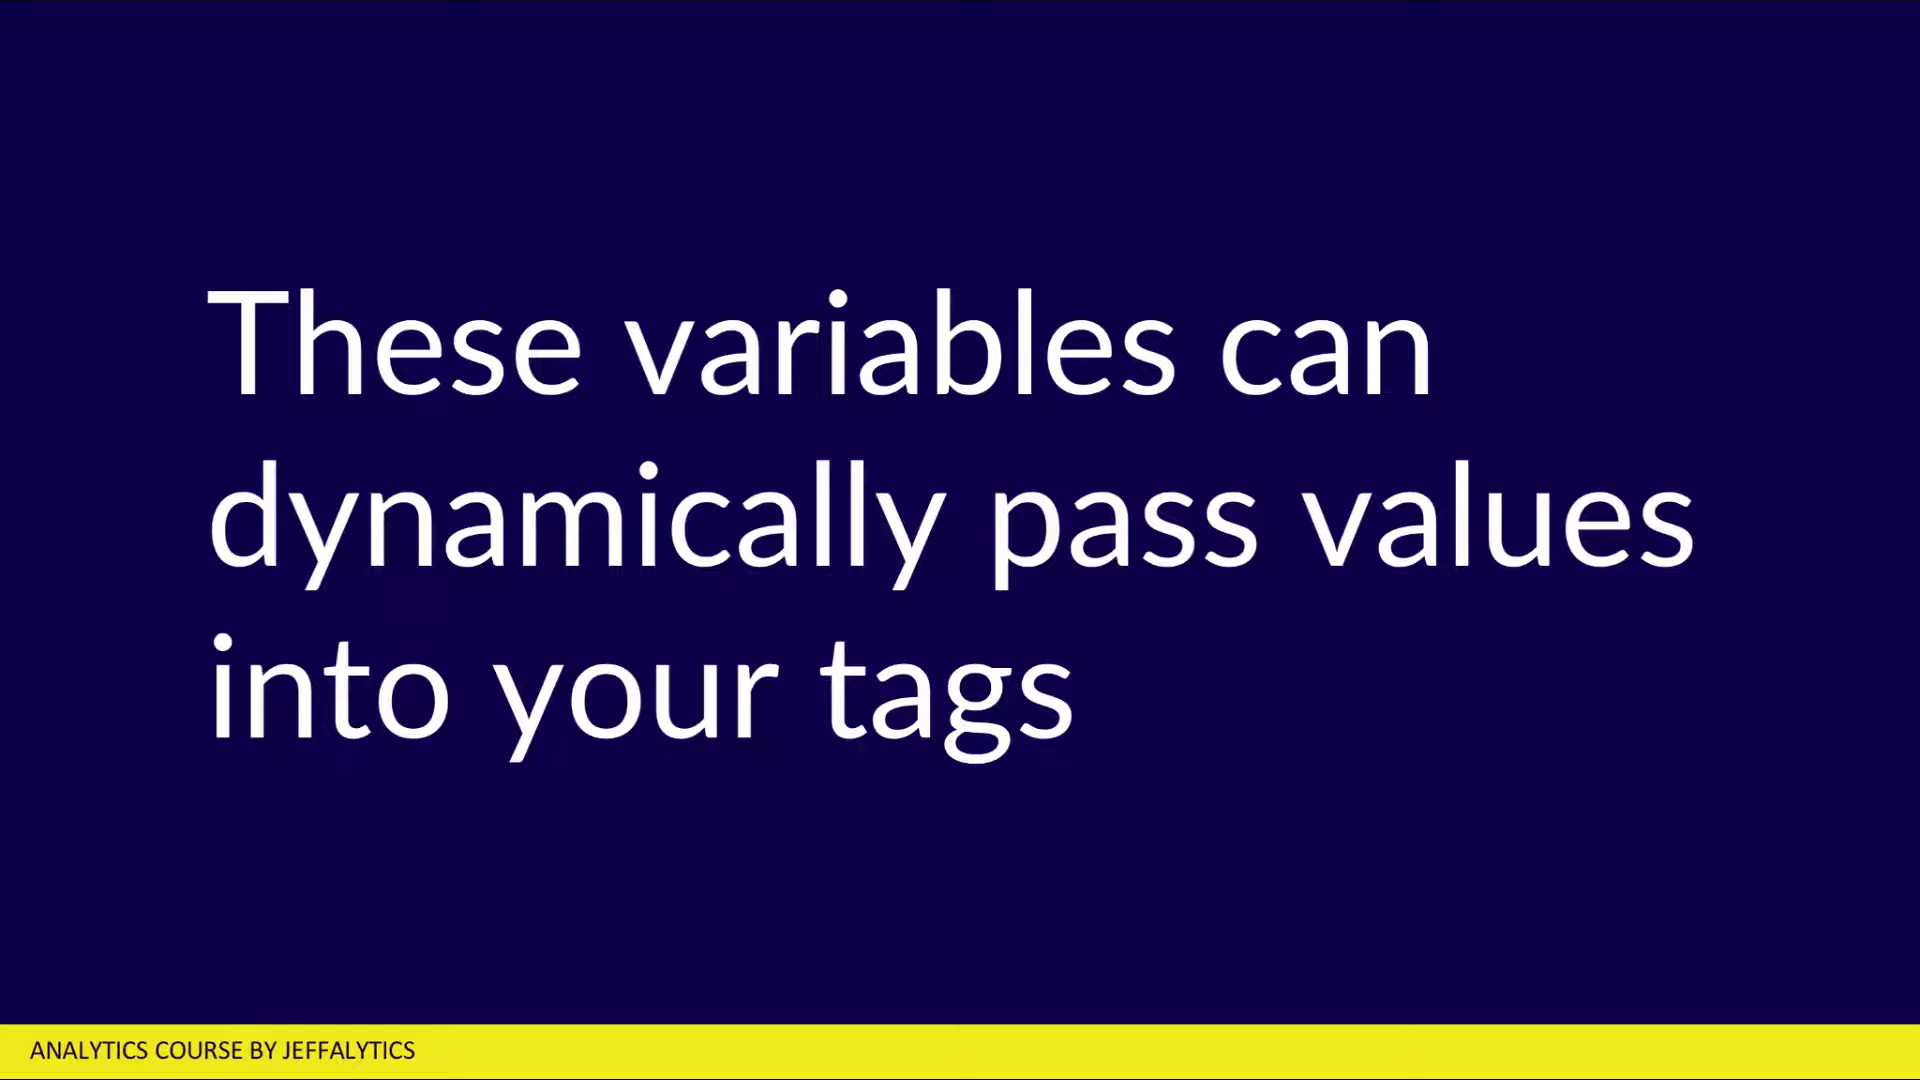 These variables can
dynamically pass values
into your tags
ANALYTICS COURSE BY JEFFALYTICS